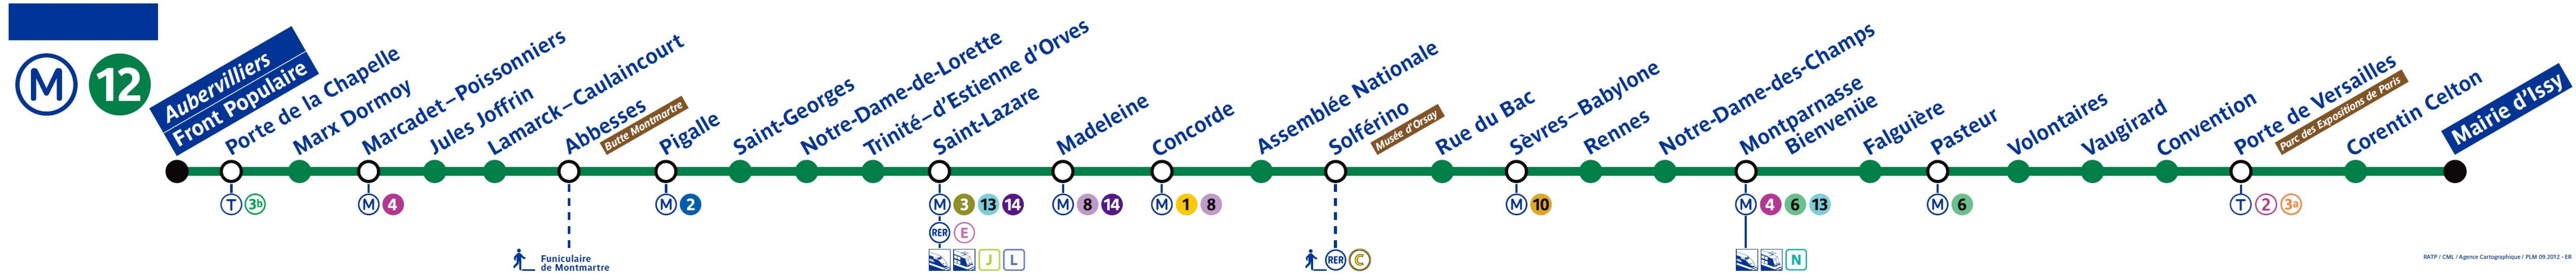 M 12
Aubervilliers
Front Populaire
Porte de la Chapelle
T 3b
Marx Dormoy
Marcadet–Poissonniers
M 4
Jules Joffrin
Lamarck–Caulaincourt
Abbesses
Butte Montmartre
Funiculaire
de Montmartre
Pigalle
M 2
Saint-Georges
Notre-Dame-de-Lorette
Trinité–d'Estienne d'Orves
Saint-Lazare
M 3 13 14
RER E
J L
Madeleine
M 8 14
Concorde
M 1 8
Assemblée Nationale
Solférino
Musée d'Orsay
RER C
Rue du Bac
Sèvres–Babylone
M 10
Rennes
Notre-Dame-des-Champs
Montparnasse
Bienvenüe
M 4 6 13
N
Falguière
Pasteur
M 6
Volontaires
Vaugirard
Convention
Porte de Versailles
Parc des Expositions de Paris
T 2 3a
Corentin Celton
Mairie d'Issy
RATP / CML / Agence Cartographique / PLM 09.2012 - ER